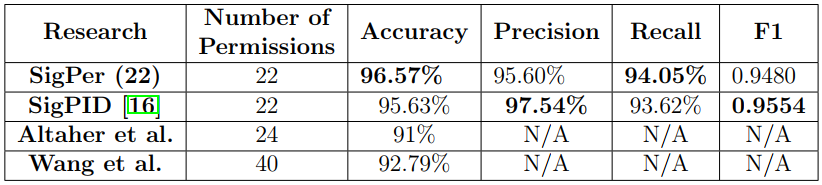 Research Number of Permissions Accuracy Precision Recall F1
SigPer (22) 22 96.57% 95.60% 94.05% 0.9480
SigPID [16] 22 95.63% 97.54% 93.62% 0.9554
Altaher et al. 24 91% N/A N/A N/A
Wang et al. 40 92.79% N/A N/A N/A